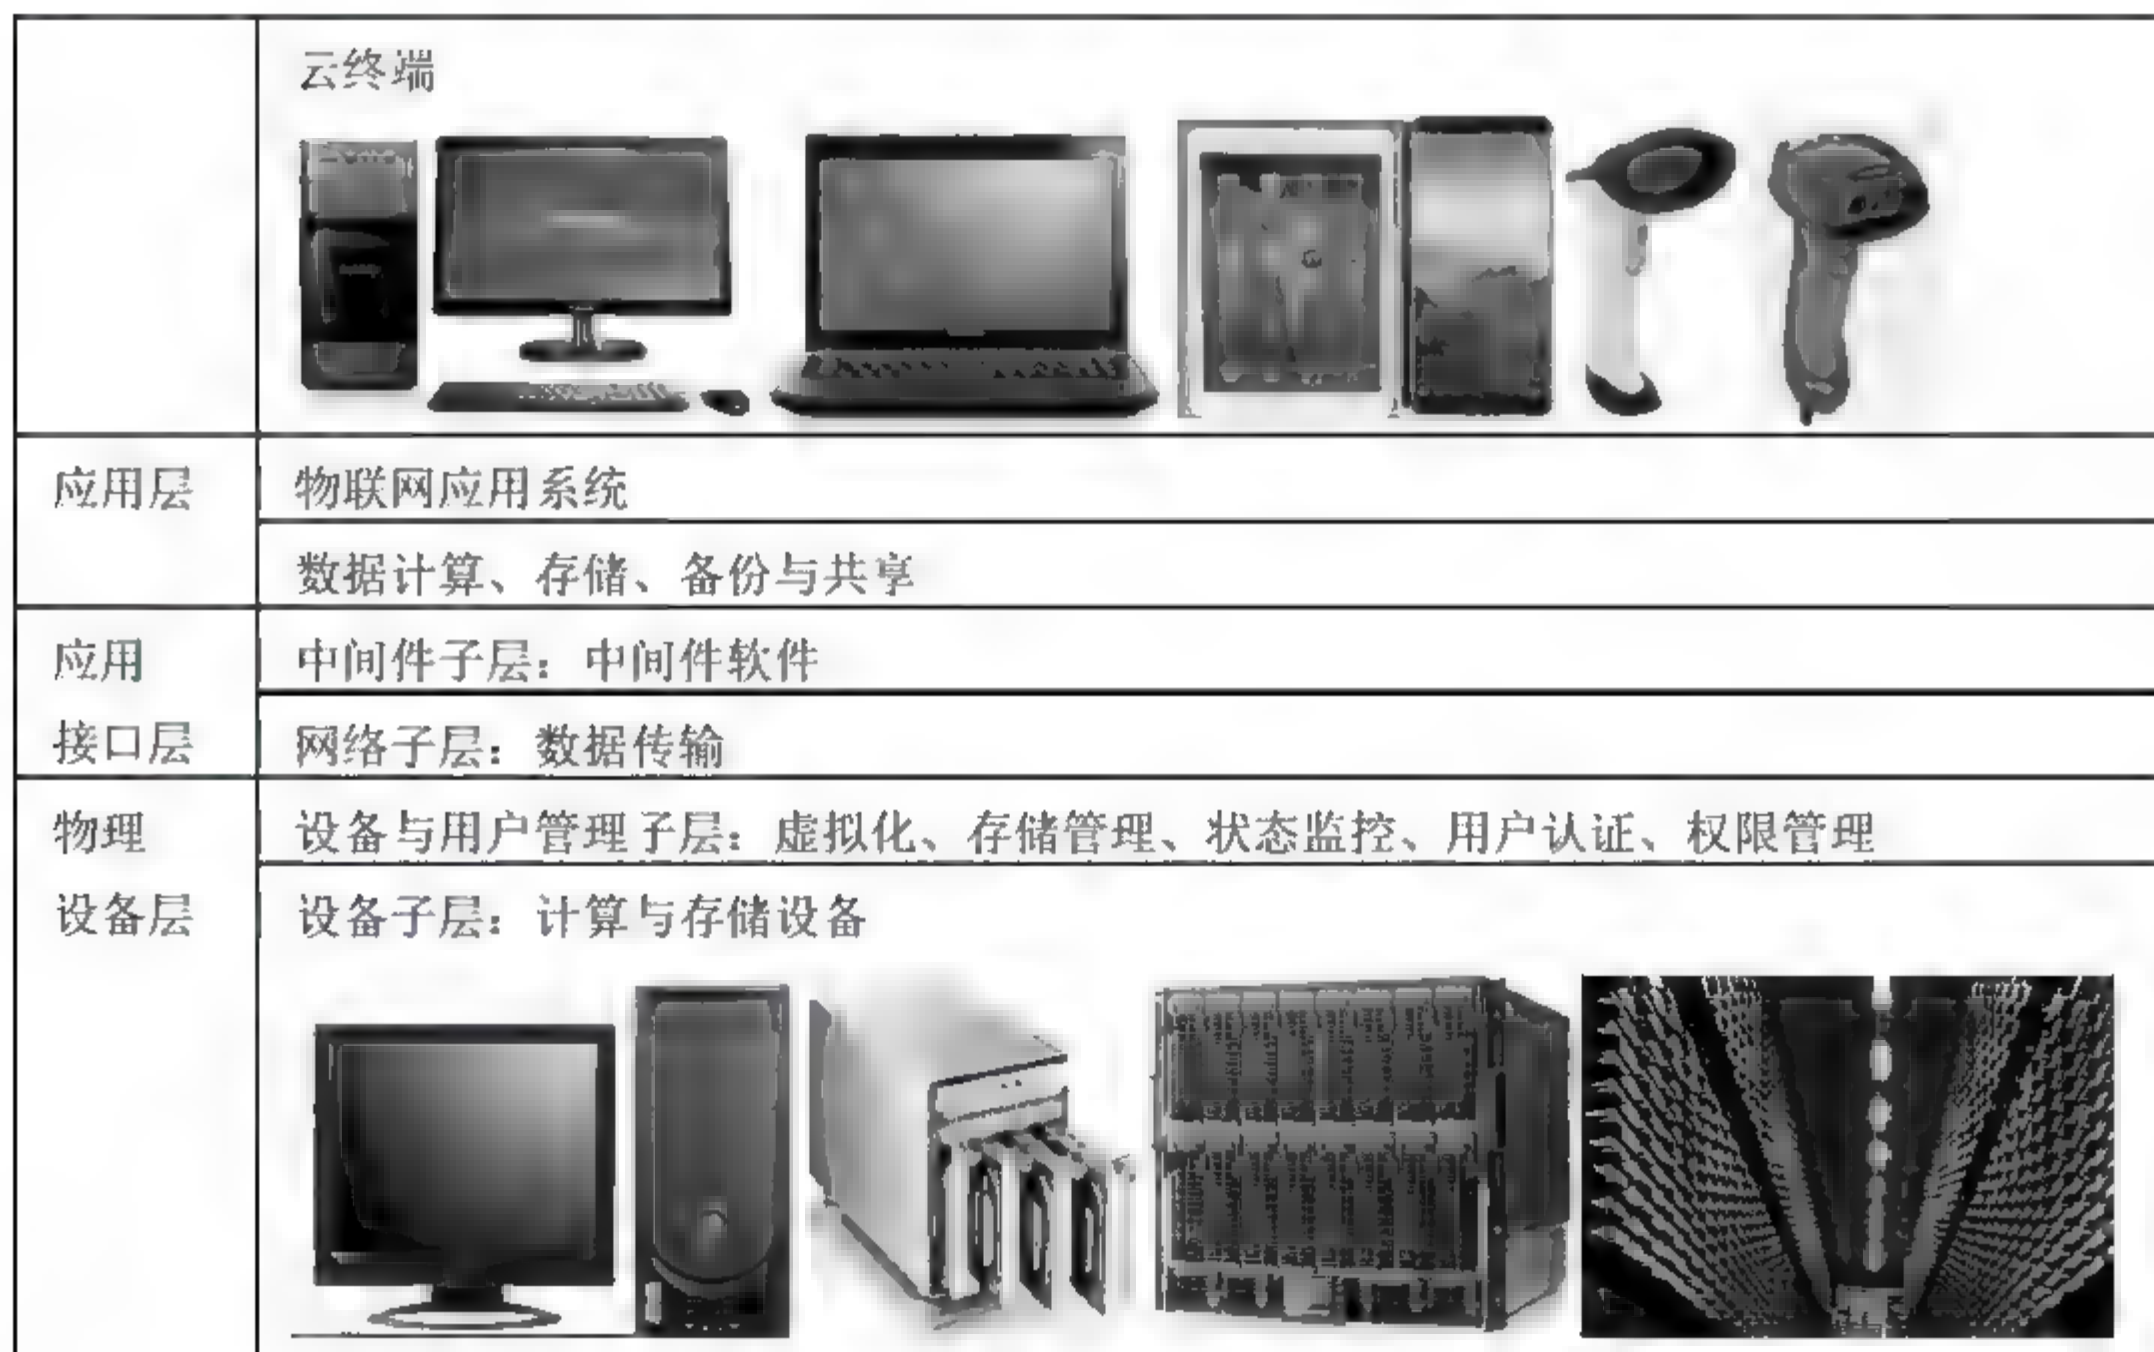 云终端
应用层 物联网应用系统
数据计算、存储、备份与共享
应用 中间件子层：中间件软件
接口层 网络子层：数据传输
物理 设备与用户管理子层：虚拟化、存储管理、状态监控、用户认证、权限管理
设备层 设备子层：计算与存储设备